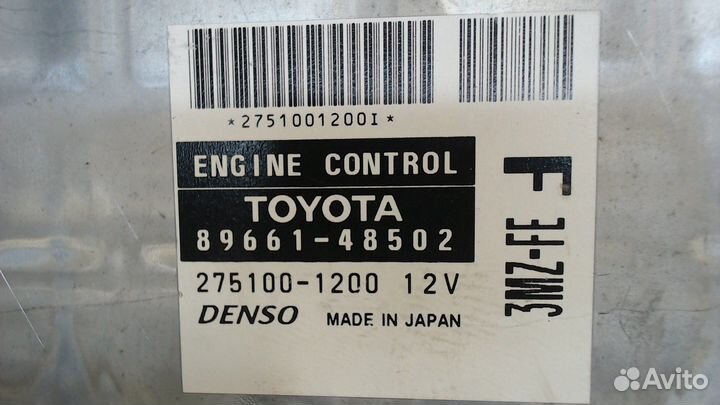 *2751001200I*
ENGINE CONTROL
TOYOTA
89661-48502
275100-1200 12V
DENSO MADE IN JAPAN
F
3MZ-FE
Avito